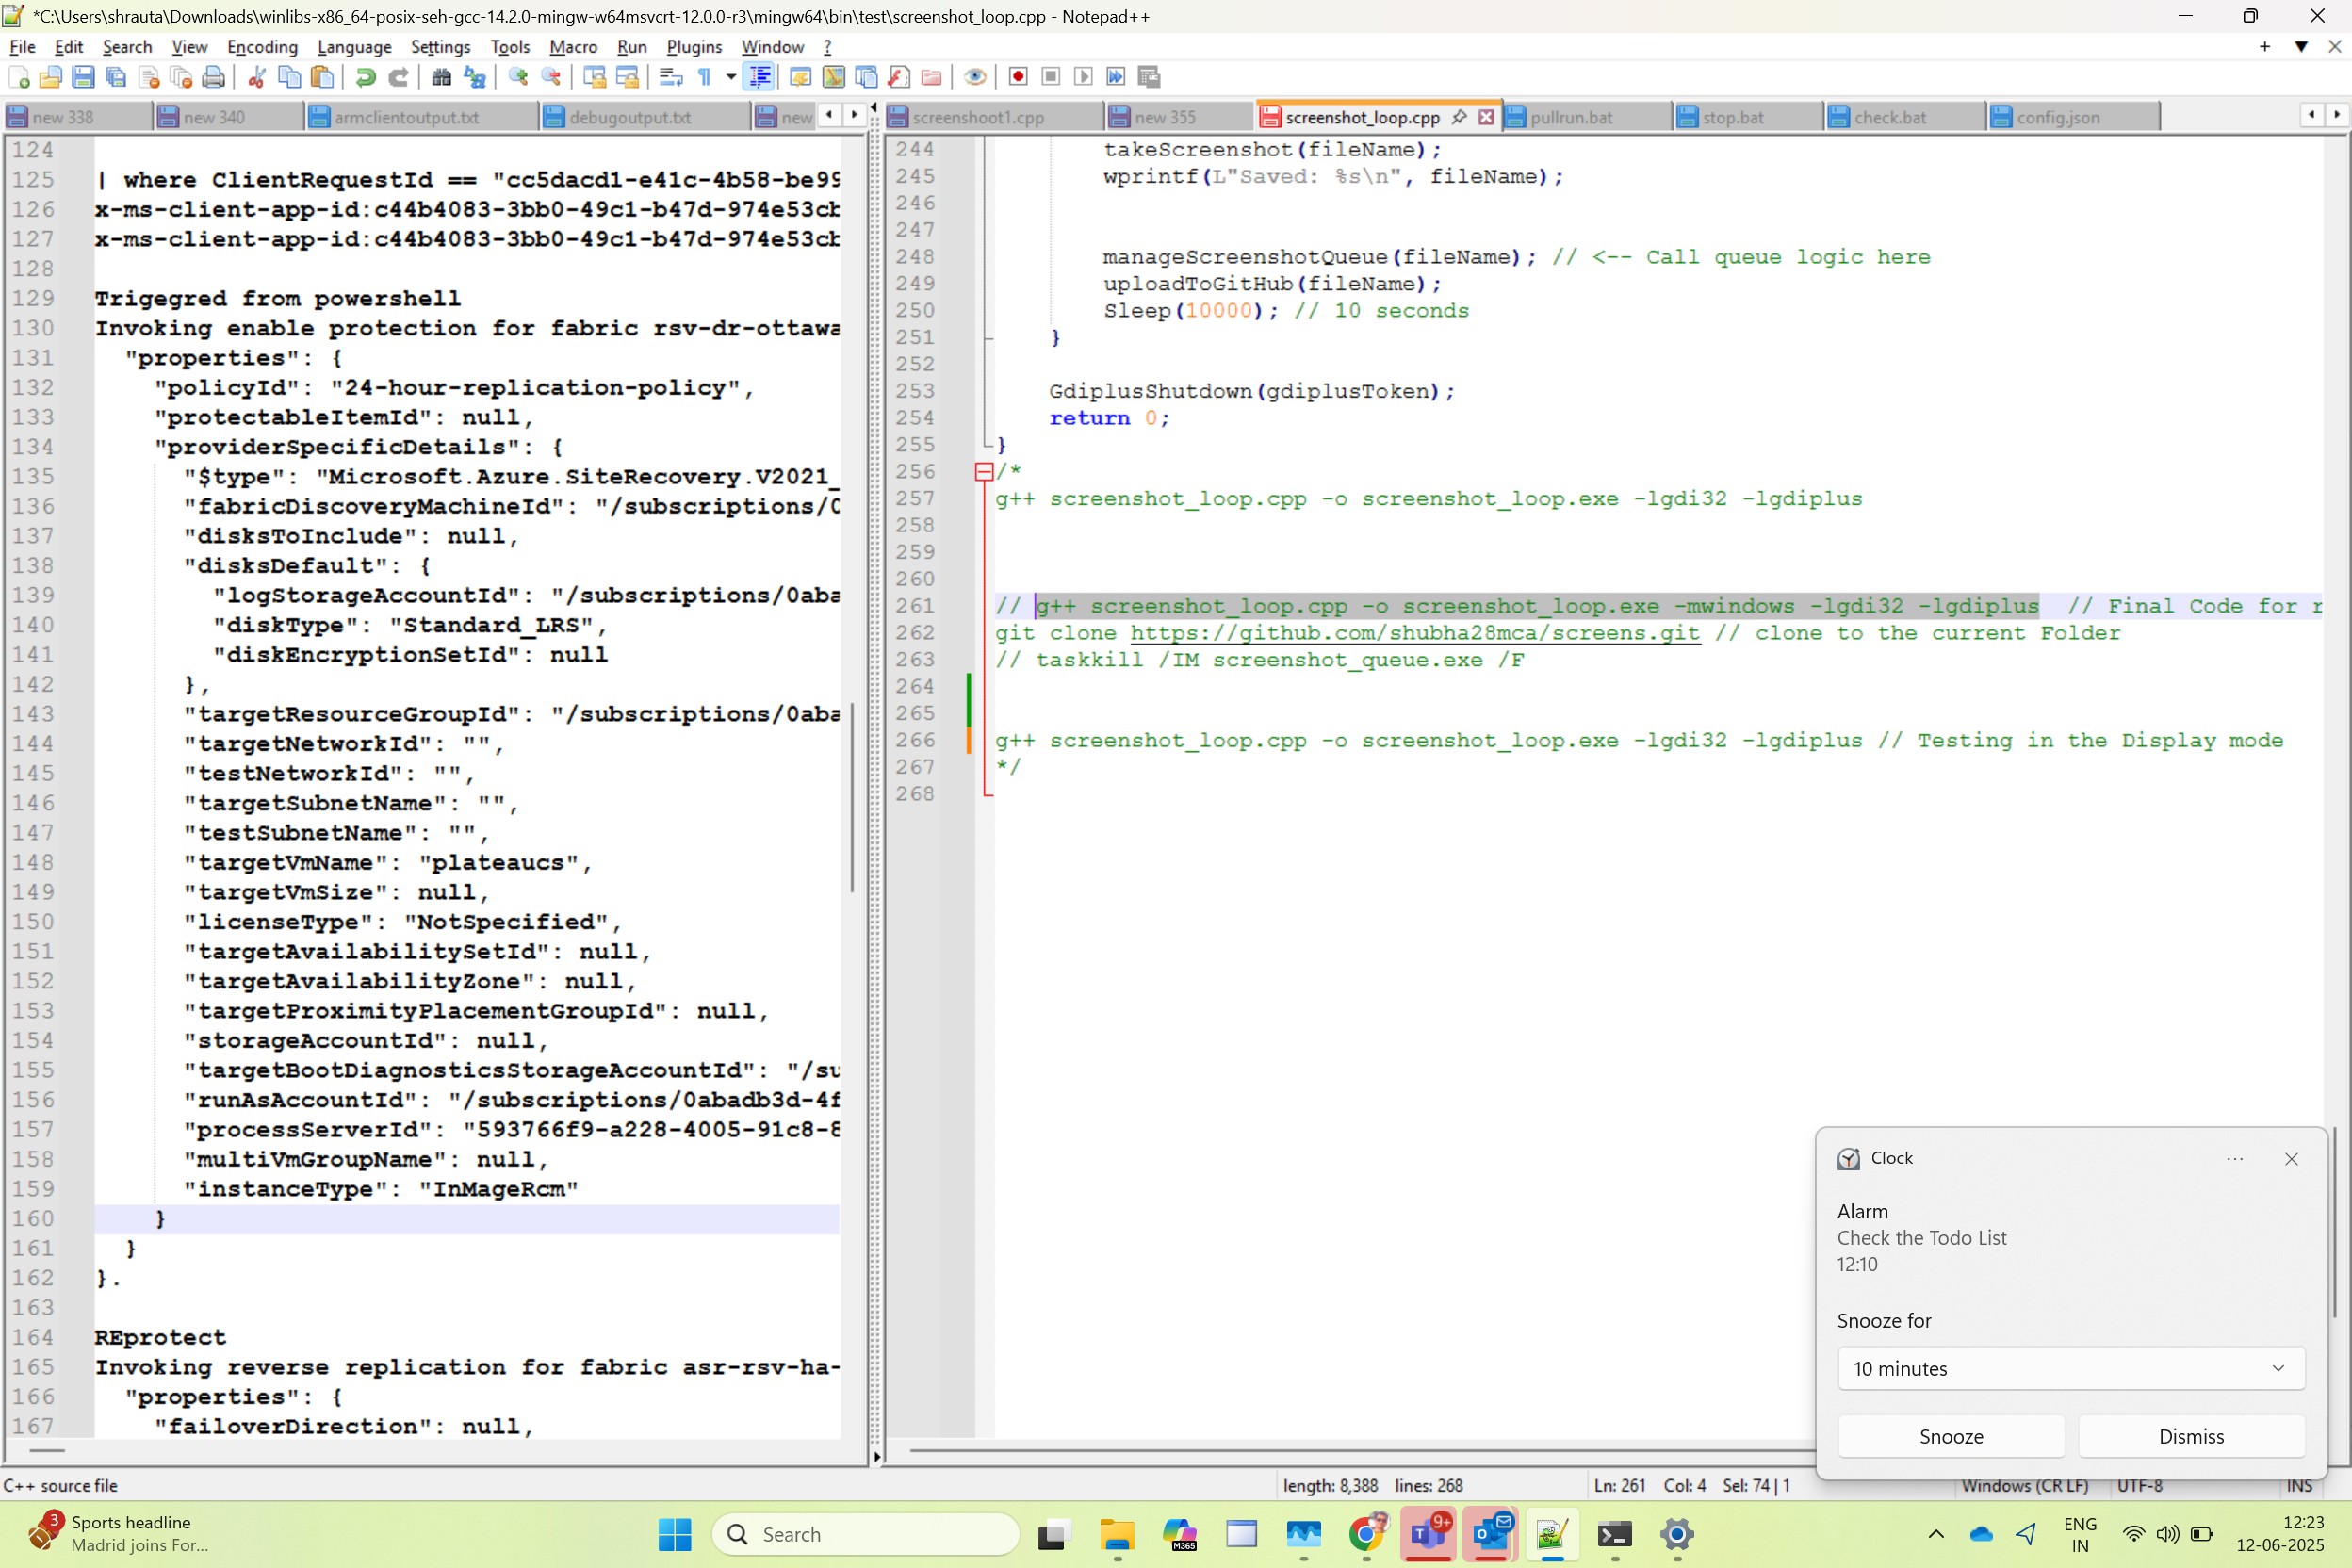 *C:\Users\shrauta\Downloads\winlibs-x86_64-posix-seh-gcc-14.2.0-mingw-w64msvcrt-12.0.0-r3\mingw64\bin\test\screenshot_loop.cpp - Notepad++
File Edit Search View Encoding Language Settings Tools Macro Run Plugins Window ?
new 338 new 340 armclientoutput.txt debugoutput.txt new
screenshoot1.cpp new 355 screenshot_loop.cpp pullrun.bat stop.bat check.bat config.json
124
125 | where ClientRequestId == "cc5dacd1-e41c-4b58-be99
126 x-ms-client-app-id:c44b4083-3bb0-49c1-b47d-974e53cb
127 x-ms-client-app-id:c44b4083-3bb0-49c1-b47d-974e53cb
128
129 Trigegred from powershell
130 Invoking enable protection for fabric rsv-dr-ottawa
131 "properties": {
132 "policyId": "24-hour-replication-policy",
133 "protectableItemId": null,
134 "providerSpecificDetails": {
135 "$type": "Microsoft.Azure.SiteRecovery.V2021_
136 "fabricDiscoveryMachineId": "/subscriptions/0
137 "disksToInclude": null,
138 "disksDefault": {
139 "logStorageAccountId": "/subscriptions/0aba
140 "diskType": "Standard_LRS",
141 "diskEncryptionSetId": null
142 },
143 "targetResourceGroupId": "/subscriptions/0aba
144 "targetNetworkId": "",
145 "testNetworkId": "",
146 "targetSubnetName": "",
147 "testSubnetName": "",
148 "targetVmName": "plateaucs",
149 "targetVmSize": null,
150 "licenseType": "NotSpecified",
151 "targetAvailabilitySetId": null,
152 "targetAvailabilityZone": null,
153 "targetProximityPlacementGroupId": null,
154 "storageAccountId": null,
155 "targetBootDiagnosticsStorageAccountId": "/su
156 "runAsAccountId": "/subscriptions/0abadb3d-4f
157 "processServerId": "593766f9-a228-4005-91c8-8
158 "multiVmGroupName": null,
159 "instanceType": "InMageRcm"
160 }
161 }
162 }.
163
164 REprotect
165 Invoking reverse replication for fabric asr-rsv-ha-
166 "properties": {
167 "failoverDirection": null,
244 takeScreenshot(fileName);
245 wprintf(L"Saved: %s\n", fileName);
246
247
248 manageScreenshotQueue(fileName); // <-- Call queue logic here
249 uploadToGitHub(fileName);
250 Sleep(10000); // 10 seconds
251 }
252
253 GdiplusShutdown(gdiplusToken);
254 return 0;
255 }
256 /*
257 g++ screenshot_loop.cpp -o screenshot_loop.exe -lgdi32 -lgdiplus
258
259
260
261 // g++ screenshot_loop.cpp -o screenshot_loop.exe -mwindows -lgdi32 -lgdiplus // Final Code for r
262 git clone https://github.com/shubha28mca/screens.git // clone to the current Folder
263 // taskkill /IM screenshot_queue.exe /F
264
265
266 g++ screenshot_loop.cpp -o screenshot_loop.exe -lgdi32 -lgdiplus // Testing in the Display mode
267 */
268
Clock
Alarm
Check the Todo List
12:10
Snooze for
10 minutes
Snooze Dismiss
C++ source file length: 8,388 lines: 268 Ln: 261 Col: 4 Sel: 74 | 1 Windows (CR LF) UTF-8 INS
3 Sports headline
Madrid joins For...
Search
M365
9+
ENG
IN
12:23
12-06-2025